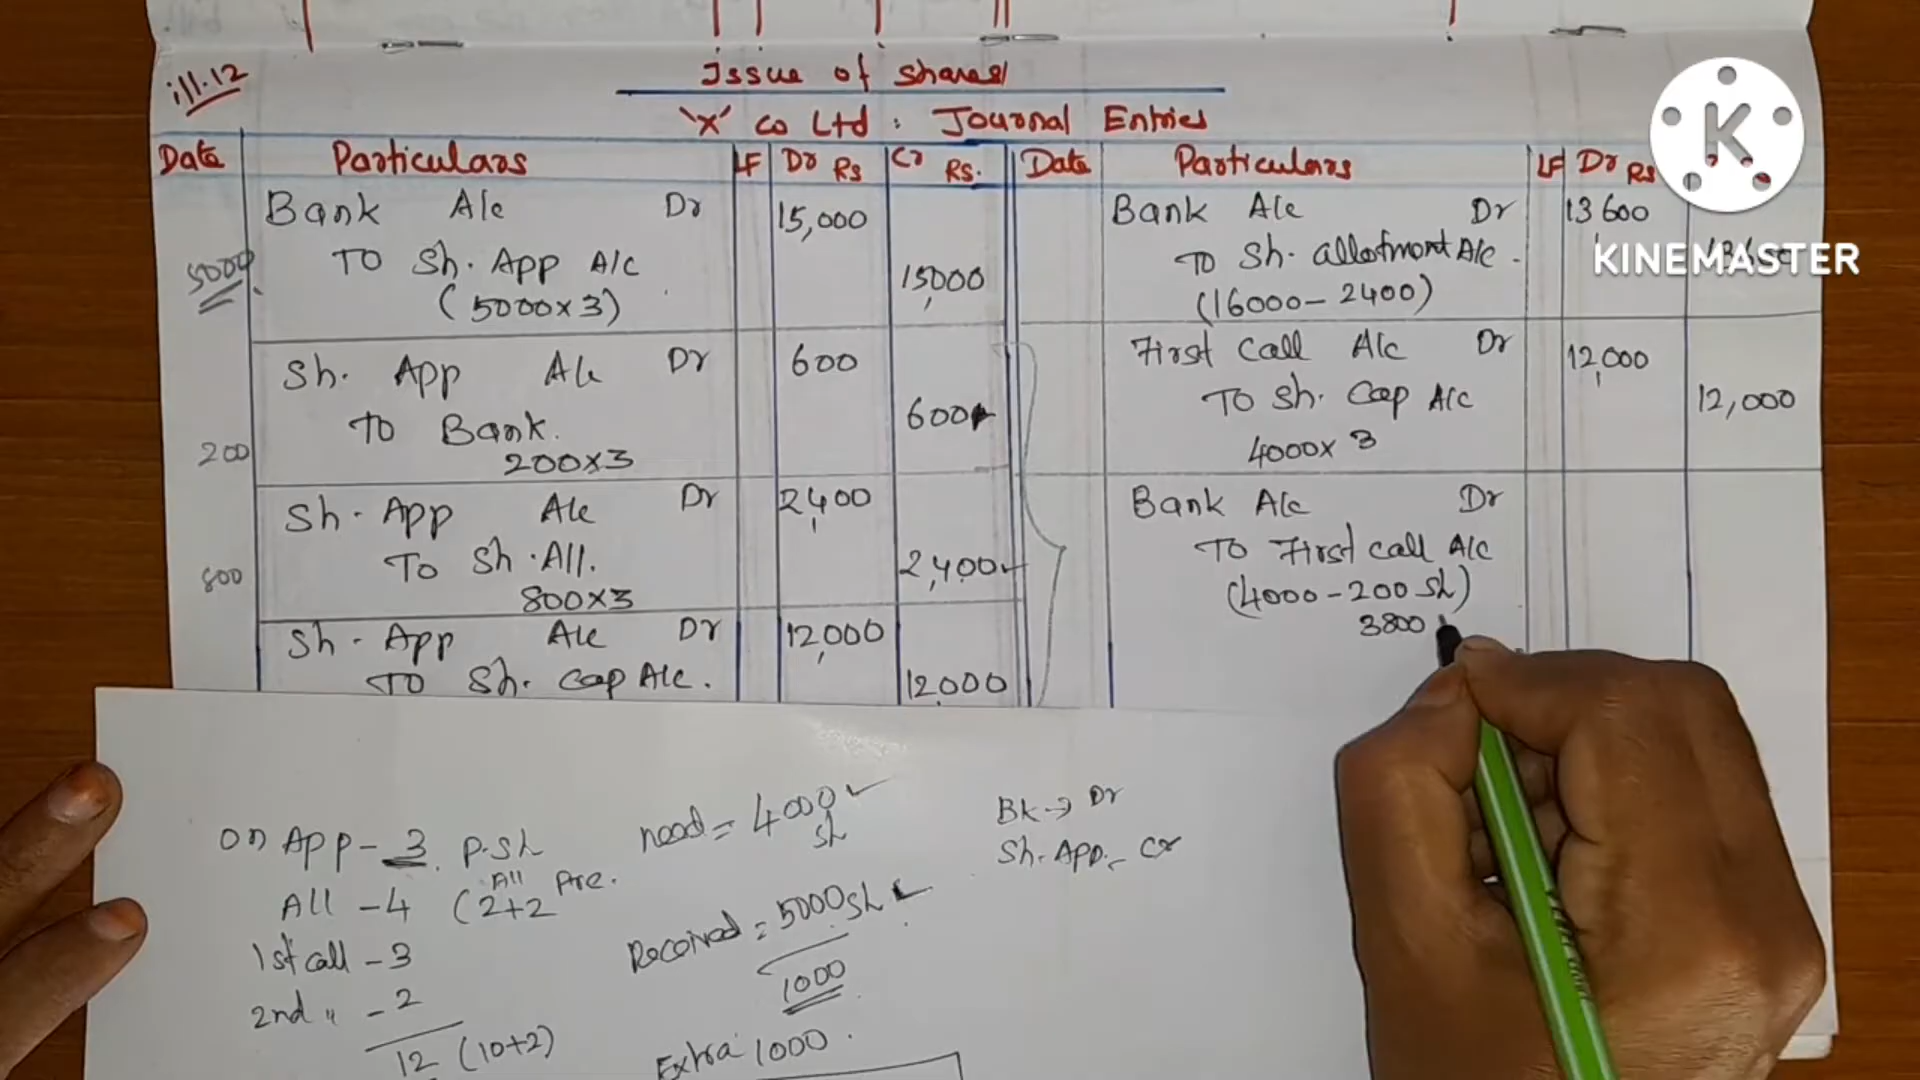 ill.12
Issue of shares
'X' Co Ltd : Journal Entries
Date Particulars LF Dr Rs Cr Rs.
Bank A/c Dr 15,000
5000 To Sh. App A/c 15,000
(5000x3)
Sh. App A/c Dr 600
To Bank. 600
200 200x3
Sh. App A/c Dr 2,400
To Sh. All. 2,400
800 800x3
Sh. App A/c Dr 12,000
To Sh. Cap A/c. 12,000
Date Particulars LF Dr Rs
Bank A/c Dr 13600
To Sh. allotment A/c.
(16000-2400)
First Call A/c Dr 12,000
To Sh. Cap A/c 12,000
4000x 3
Bank A/c Dr
To First call A/c
(4000-200 Sh)
3800
K
KINEMASTER
On App - 3. P.Sh
All - 4 (2+2
All Pre.
1st call - 3
2nd " - 2
12 (10+2)
need = 4000
sh
Received = 5000 sh
1000
Extra 1000.
Bk -> Dr
Sh. App. - Cr